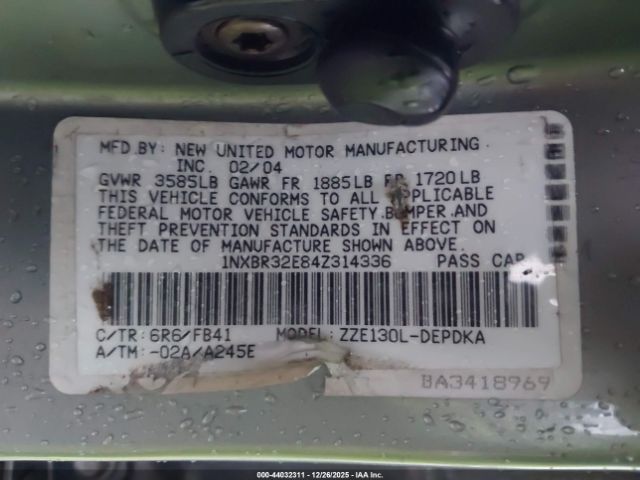 MFD.BY: NEW UNITED MOTOR MANUFACTURING
INC. 02/04
GVWR 3585LB GAWR FR 1885LB RR 1720LB
THIS VEHICLE CONFORMS TO ALL APPLICABLE
FEDERAL MOTOR VEHICLE SAFETY, BUMPER AND
THEFT PREVENTION STANDARDS IN EFFECT ON
THE DATE OF MANUFACTURE SHOWN ABOVE.
1NXBR32E84Z314336 PASS CAR
C/TR: 6R6/FB41 MODEL: ZZE130L-DEPDKA
A/TM: -02A/A245E
BA3418969
000-44032311 - 12/26/2025 - IAA Inc.